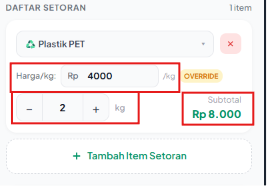 DAFTAR SETORAN 1 item
Plastik PET
Harga/kg: Rp 4000 /kg OVERRIDE
− 2 + kg
Subtotal
Rp 8.000
+ Tambah Item Setoran